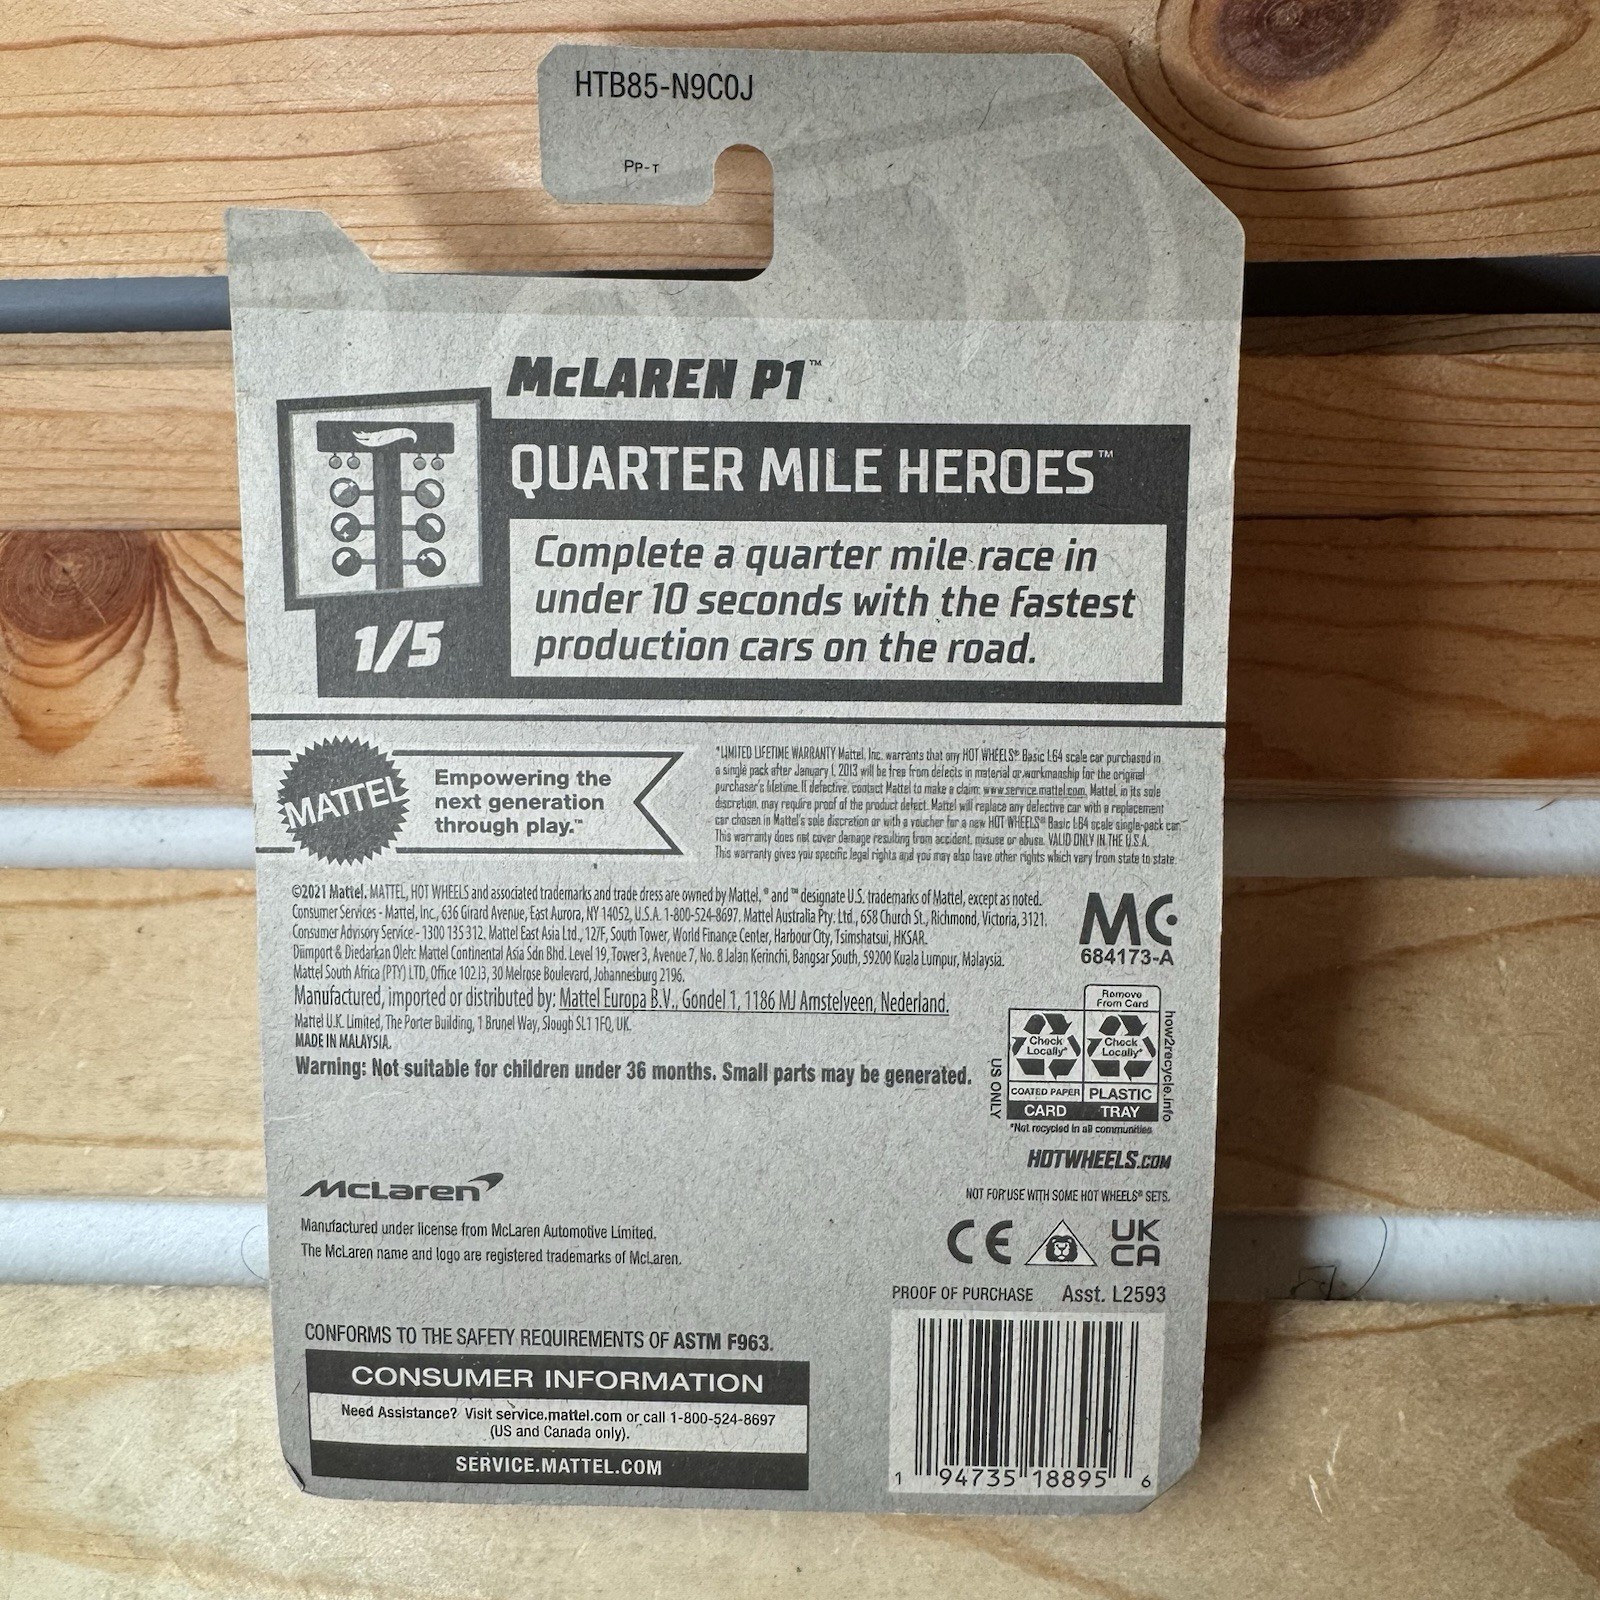 HTB85-N9C0J
PP-T
McLAREN P1™
QUARTER MILE HEROES™
Complete a quarter mile race in
under 10 seconds with the fastest
production cars on the road.
1/5
MATTEL
Empowering the
next generation
through play.™
*LIMITED LIFETIME WARRANTY Mattel, Inc. warrants that any HOT WHEELS® Basic 1:64 scale car purchased in
a single pack after January 1, 2013 will be free from defects in material or workmanship for the original
purchaser's lifetime. If defective, contact Mattel to make a claim: www.service.mattel.com. Mattel, in its sole
discretion, may require proof of the product defect. Mattel will replace any defective car with a replacement
car chosen in Mattel's sole discretion or with a voucher for a new HOT WHEELS® Basic 1:64 scale single-pack car.
This warranty does not cover damage resulting from accident, misuse or abuse. VALID ONLY IN THE U.S.A.
This warranty gives you specific legal rights and you may also have other rights which vary from state to state.
©2021 Mattel. MATTEL, HOT WHEELS and associated trademarks and trade dress are owned by Mattel, ® and ™ designate U.S. trademarks of Mattel, except as noted.
Consumer Services - Mattel, Inc., 636 Girard Avenue, East Aurora, NY 14052, U.S.A. 1-800-524-8697. Mattel Australia Pty. Ltd., 658 Church St., Richmond, Victoria, 3121.
Consumer Advisory Service - 1300 135 312. Mattel East Asia Ltd., 12/F, South Tower, World Finance Center, Harbour City, Tsimshatsui, HKSAR.
Diimport & Diedarkan Oleh: Mattel Continental Asia Sdn Bhd. Level 19, Tower 3, Avenue 7, No. 8 Jalan Kerinchi, Bangsar South, 59200 Kuala Lumpur, Malaysia.
Mattel South Africa (PTY) LTD, Office 102.13, 30 Melrose Boulevard, Johannesburg 2196.
Manufactured, imported or distributed by: Mattel Europa B.V., Gondel 1, 1186 MJ Amstelveen, Nederland.
Mattel U.K. Limited, The Porter Building, 1 Brunel Way, Slough SL1 1FQ, UK.
MADE IN MALAYSIA.
Warning: Not suitable for children under 36 months. Small parts may be generated.
MC
684173-A
Remove
From Card
Check
Locally*
Check
Locally*
COATED PAPER
PLASTIC
CARD
TRAY
US ONLY
how2recycle.info
*Not recycled in all communities
HOTWHEELS.COM
NOT FOR USE WITH SOME HOT WHEELS® SETS.
CE
UK
CA
McLaren
Manufactured under license from McLaren Automotive Limited.
The McLaren name and logo are registered trademarks of McLaren.
PROOF OF PURCHASE Asst. L2593
CONFORMS TO THE SAFETY REQUIREMENTS OF ASTM F963.
CONSUMER INFORMATION
Need Assistance? Visit service.mattel.com or call 1-800-524-8697
(US and Canada only).
SERVICE.MATTEL.COM
1 94735 18895 6